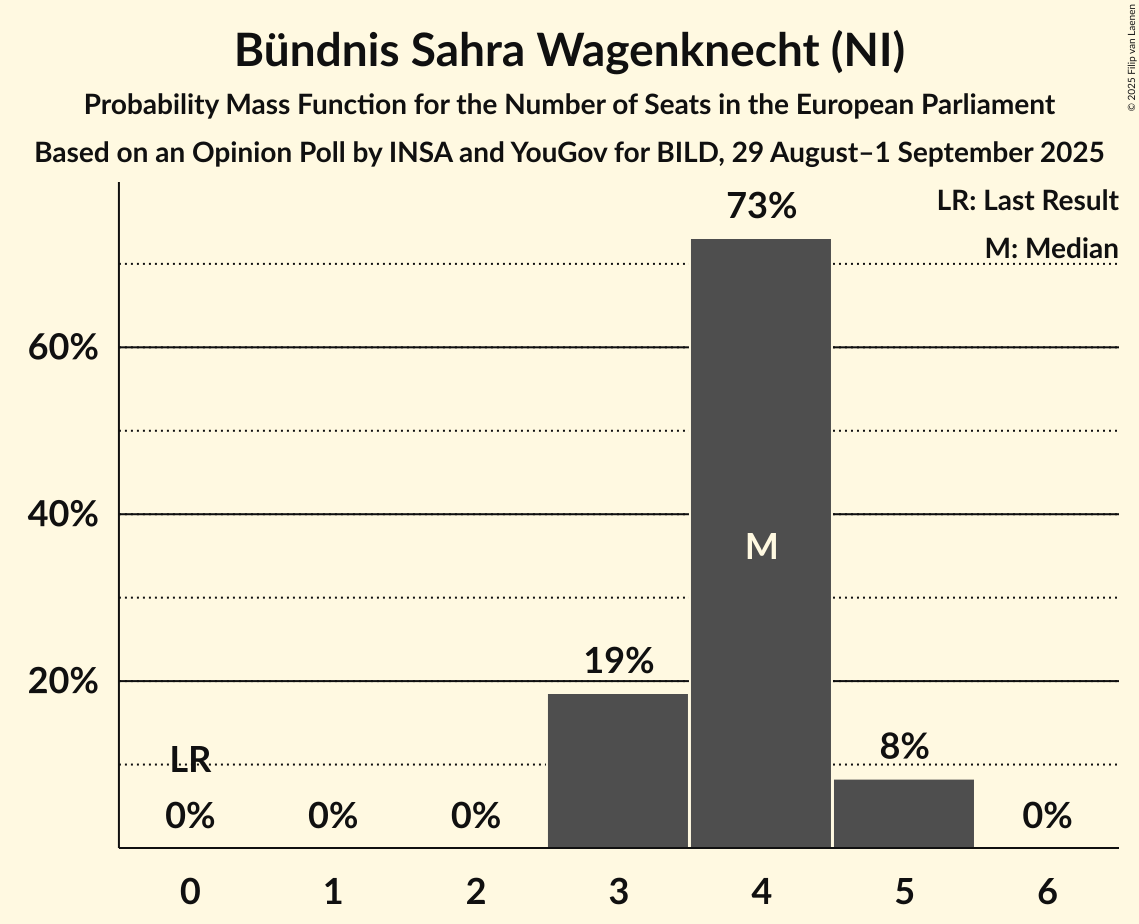 Bündnis Sahra Wagenknecht (NI)
Probability Mass Function for the Number of Seats in the European Parliament
Based on an Opinion Poll by INSA and YouGov for BILD, 29 August–1 September 2025
© 2025 Filip van Laenen
LR: Last Result
M: Median
73%
60%
40%
M
19%
20%
8%
LR
0% 0% 0% 0%
0 1 2 3 4 5 6